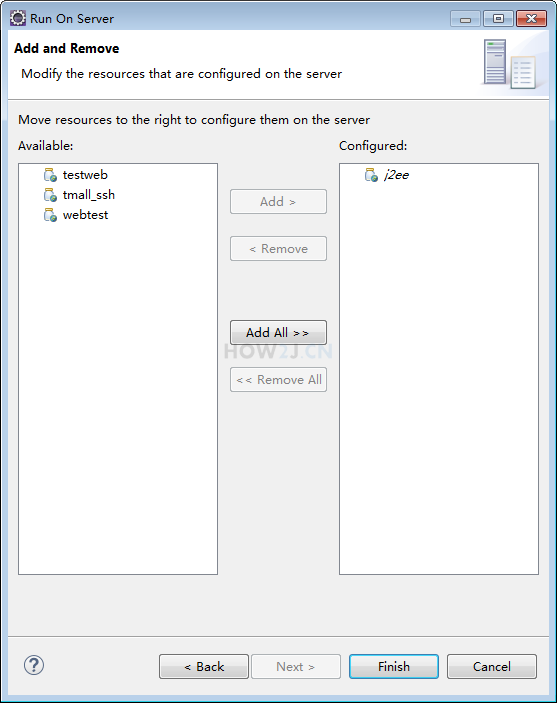 Run On Server
Add and Remove
Modify the resources that are configured on the server
Move resources to the right to configure them on the server
Available:
Configured:
testweb
tmall_ssh
webtest
j2ee
Add >
< Remove
Add All >>
HOW2J.CN
<< Remove All
?
< Back
Next >
Finish
Cancel